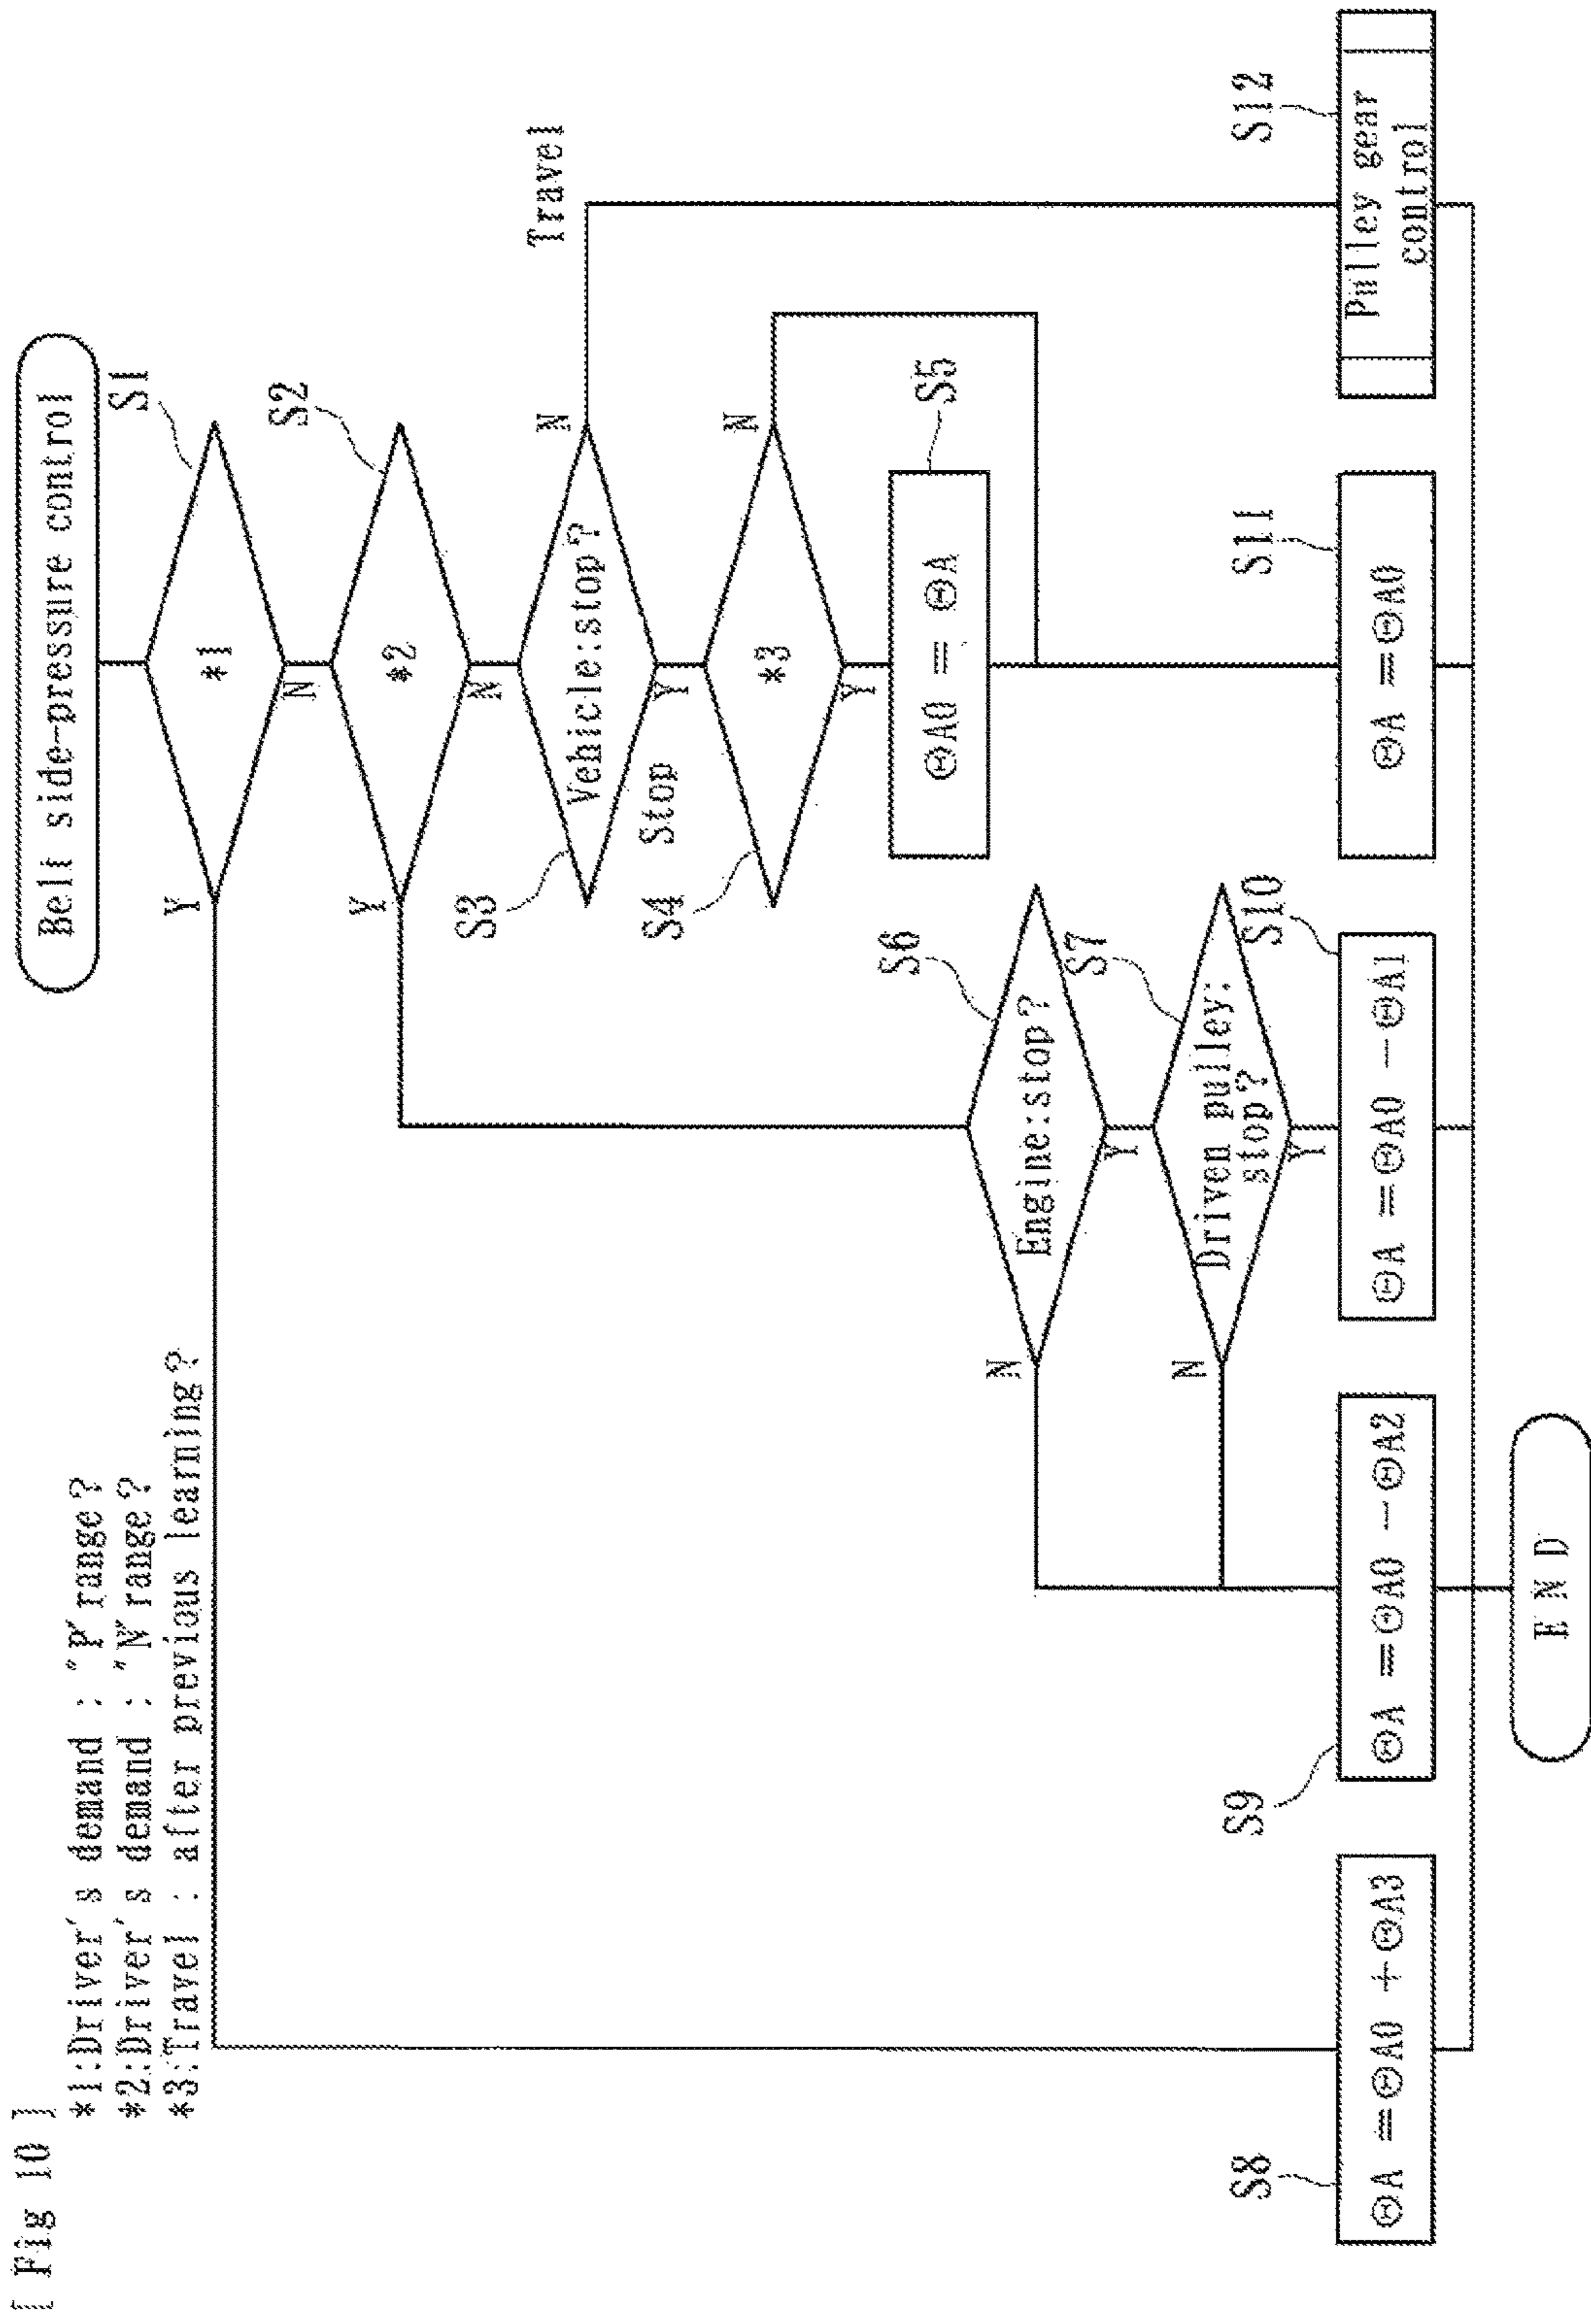 [ Fig 10 ]
*1:Driver's demand : "P" range?
*2:Driver's demand : "N" range?
*3:Travel : after previous learning?
Belt side-pressure control
S1
*1
Y
N
S2
*2
Y
N
S3
Vehicle:stop?
N
Travel
Y
Stop
S4
*3
N
Y
S5
ΘA0 = ΘA
S6
Engine:stop?
N
Y
S7
Driven pulley:
stop?
N
Y
S8
ΘA =ΘA0 +ΘA3
S9
ΘA =ΘA0 −ΘA2
S10
ΘA =ΘA0 −ΘA1
S11
ΘA =ΘA0
S12
Pulley gear
control
END